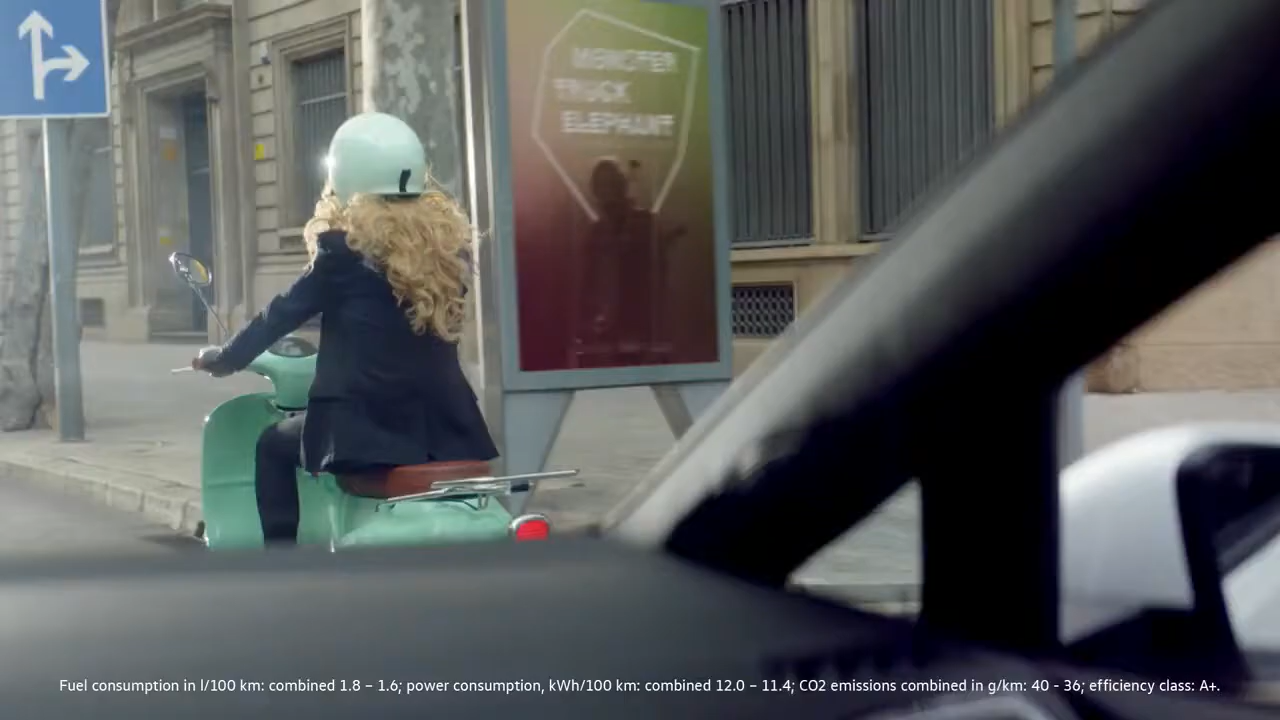 MONOFER
TRUCK
ELEPHANT
Fuel consumption in l/100 km: combined 1.8 – 1.6; power consumption, kWh/100 km: combined 12.0 – 11.4; CO2 emissions combined in g/km: 40 - 36; efficiency class: A+.